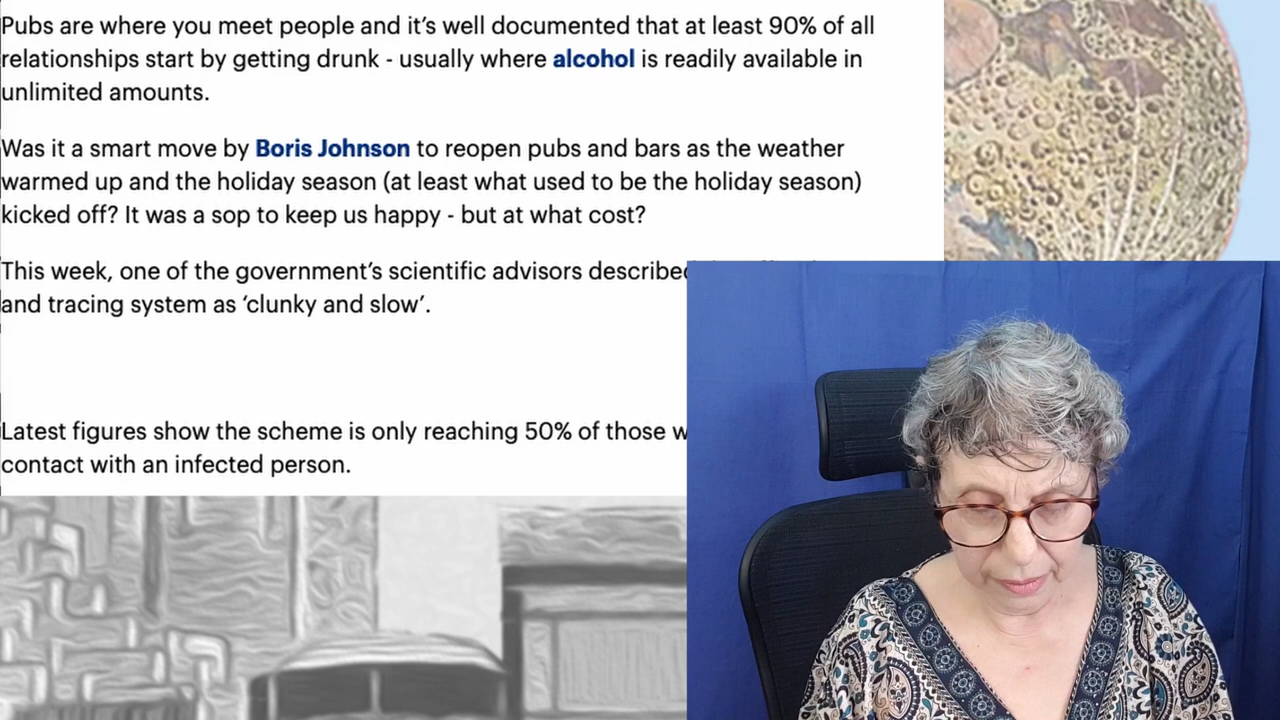 Pubs are where you meet people and it’s well documented that at least 90% of all
relationships start by getting drunk - usually where alcohol is readily available in
unlimited amounts.
Was it a smart move by Boris Johnson to reopen pubs and bars as the weather
warmed up and the holiday season (at least what used to be the holiday season)
kicked off? It was a sop to keep us happy - but at what cost?
This week, one of the government’s scientific advisors described
and tracing system as ‘clunky and slow’.
Latest figures show the scheme is only reaching 50% of those
contact with an infected person.